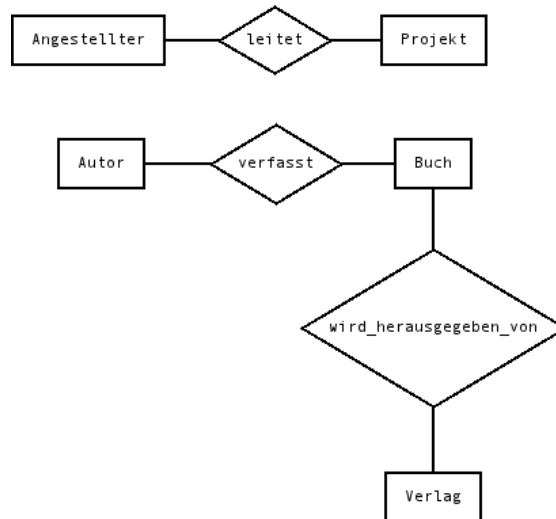 Angestellter leitet Projekt
Autor verfasst Buch
wird_herausgegeben_von
Verlag